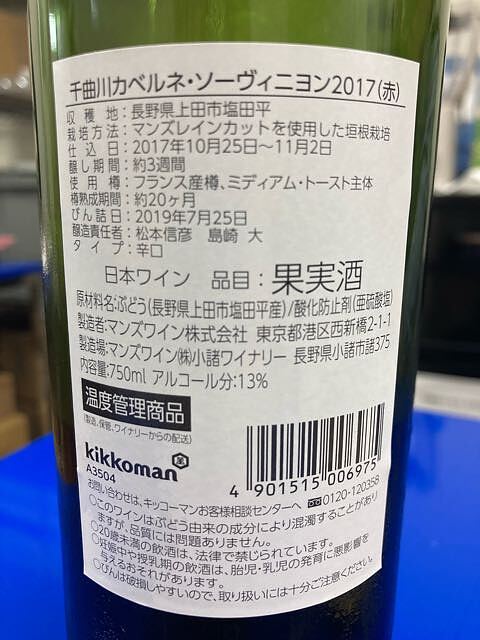 千曲川カベルネ・ソーヴィニヨン2017(赤)
収穫地:長野県上田市塩田平
栽培方法:マンズレインカットを使用した垣根栽培
仕込日:2017年10月25日〜11月2日
醸し期間:約3週間
使用樽:フランス産樽、ミディアム・トースト主体
樽熟成期間:約20ヶ月
びん詰日:2019年7月25日
醸造責任者:松本信彦 島崎 大
タイプ:辛口
日本ワイン 品目:果実酒
原材料名:ぶどう(長野県上田市塩田平産)/酸化防止剤(亜硫酸塩)
製造者:マンズワイン株式会社 東京都港区西新橋2-1-1
製造場:マンズワイン(株)小諸ワイナリー 長野県小諸市諸375
内容量:750ml アルコール分:13%
温度管理商品
(製造、保管、ワイナリーからの配送)
kikkoman
A3504
4 901515 006975
お問い合わせは、キッコーマンお客様相談センターへ 0120-120358
○このワインはぶどう由来の成分により混濁することがあり
ますが、品質には問題ありません。
○20歳未満の飲酒は、法律で禁じられています。
○妊娠中や授乳期の飲酒は、胎児・乳児の発育に悪影響を
与えるおそれがあります。
○びんは破損しやすいので、取り扱いには十分ご注意ください。